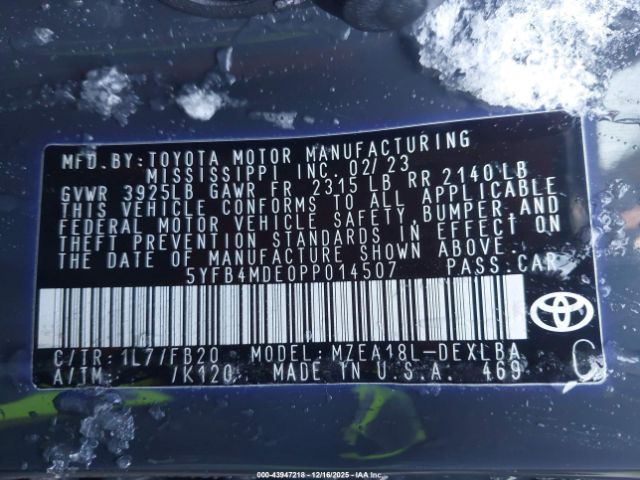 MFD.BY:TOYOTA MOTOR MANUFACTURING
MISSISSIPPI INC. 02/23
GVWR 3925LB GAWR FR 2315 LB RR 2140 LB
THIS VEHICLE CONFORMS TO ALL APPLICABLE
FEDERAL MOTOR VEHICLE SAFETY,BUMPER,AND
THEFT PREVENTION STANDARDS IN EFFECT ON
THE DATE OF MANUFACTURE SHOWN ABOVE.
5YFB4MDE0PP014507 PASS.CAR
C/TR:1L7/FB20 MODEL:MZEA18L-DEXLBA
A/TM /K120 MADE IN U.S.A. 469
C
000-43947218 - 12/16/2025 - IAA Inc.